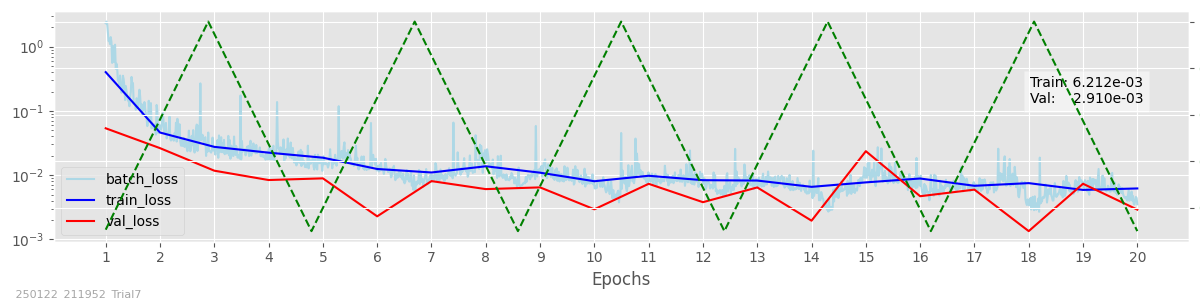 10⁰
10⁻¹
10⁻²
10⁻³
Train: 6.212e-03
Val: 2.910e-03
batch_loss
train_loss
val_loss
1 2 3 4 5 6 7 8 9 10 11 12 13 14 15 16 17 18 19 20
Epochs
250122_211952_Trial7